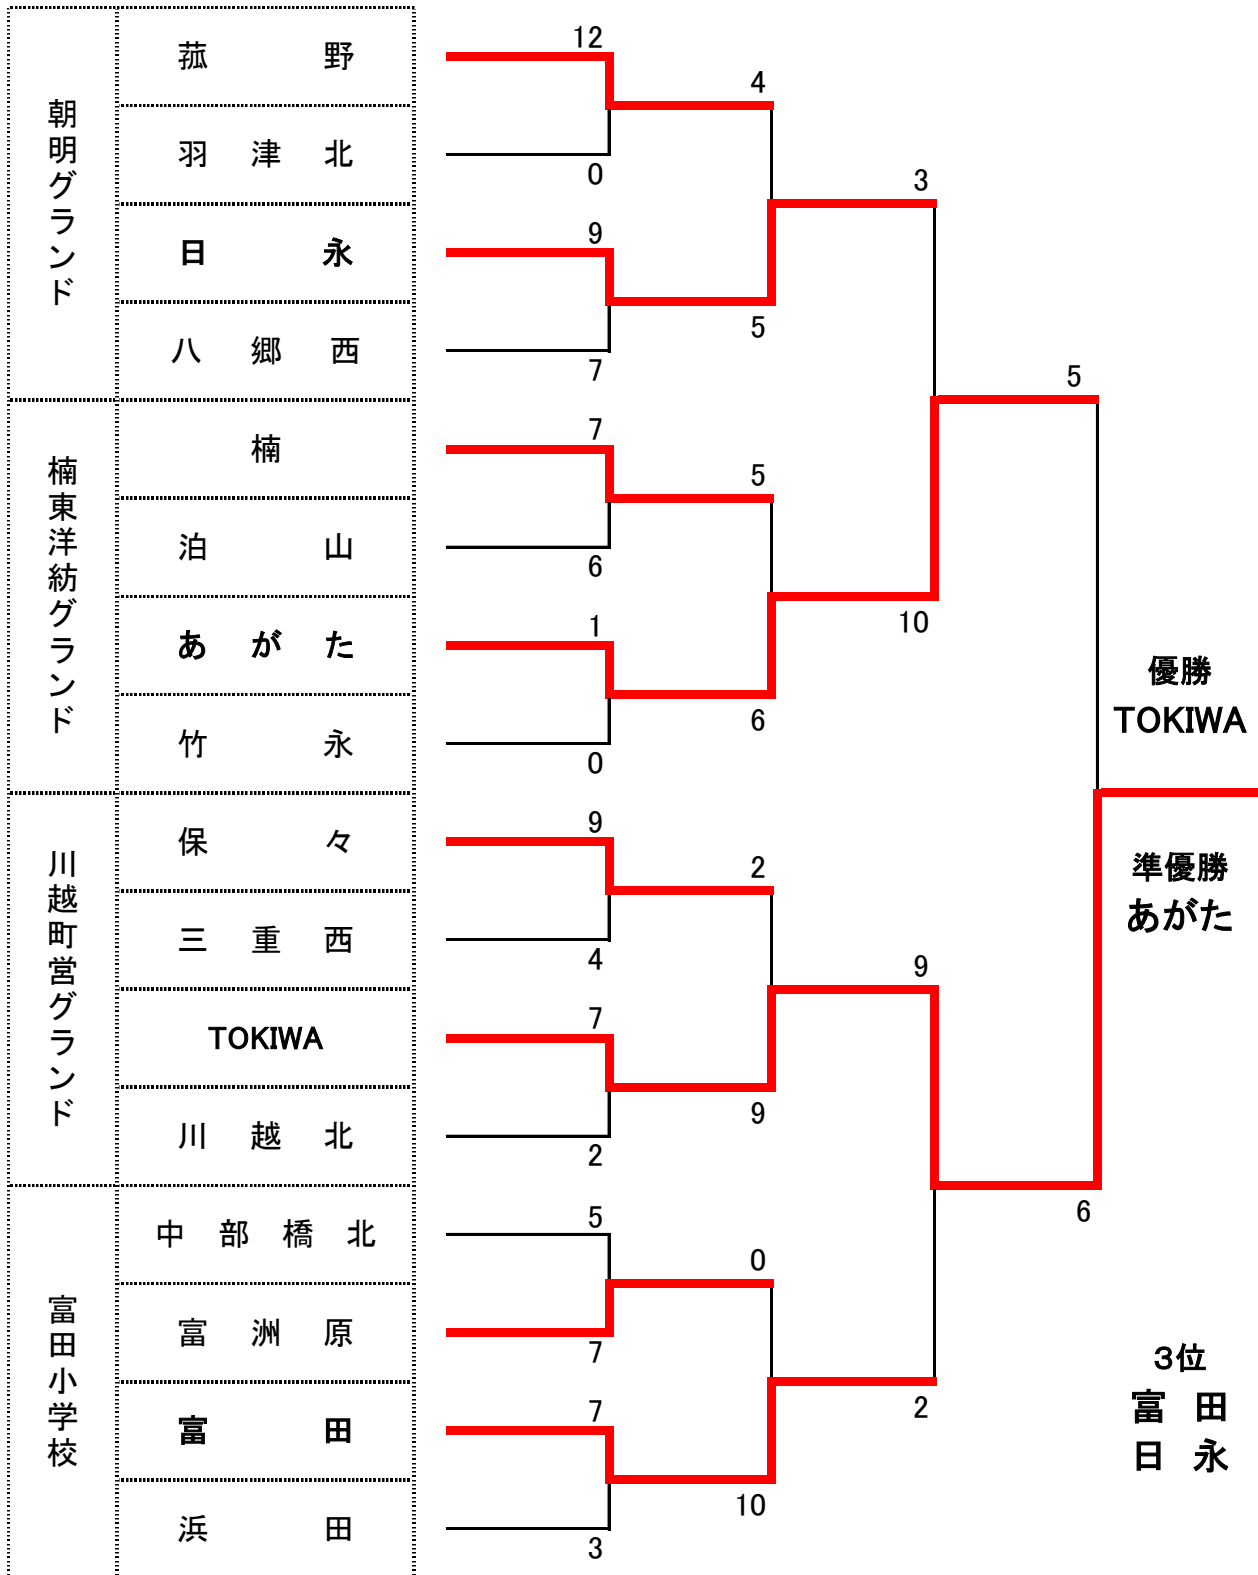 朝明グランド
菰野
12
羽津北
0
4
日永
9
八郷西
7
5
3
楠東洋紡グランド
楠
7
泊山
6
5
あがた
1
竹永
0
6
10
5
川越町営グランド
保々
9
三重西
4
2
TOKIWA
7
川越北
2
9
9
富田小学校
中部橋北
5
富洲原
7
0
富田
7
浜田
3
10
2
6
優勝
TOKIWA
準優勝
あがた
3位
富田
日永